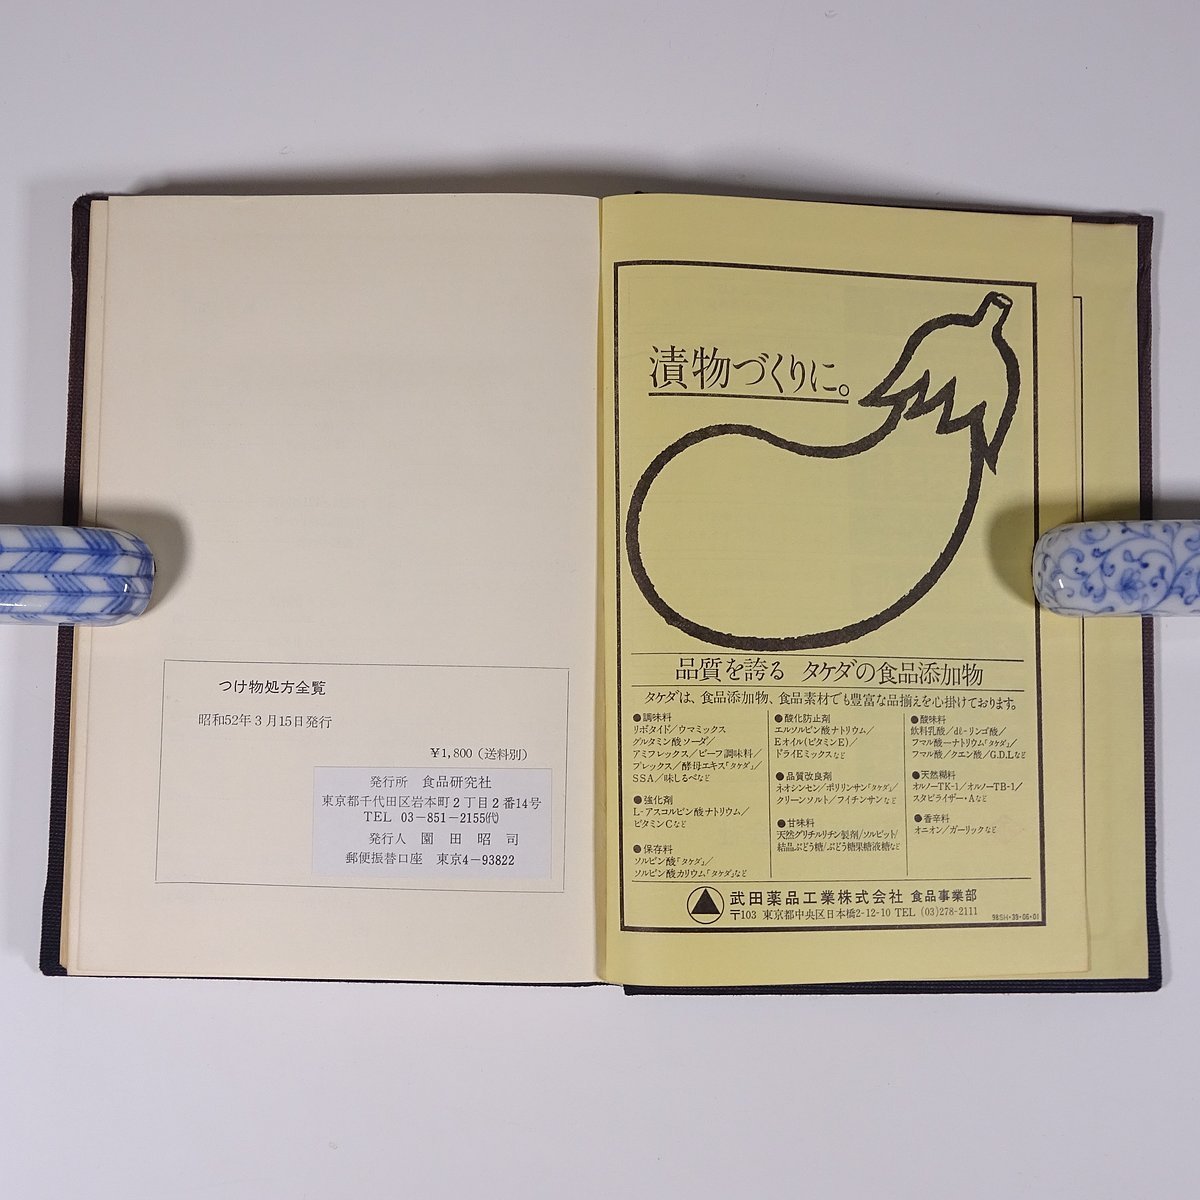 つけ物処方全覧
昭和52年3月15日発行
¥1,800(送料別)
発行所 食品研究社
東京都千代田区岩本町2丁目2番14号
TEL 03-851-2155㈹
発行人 園田昭司
郵便振替口座 東京4-93822
漬物づくりに。
品質を誇る タケダの食品添加物
タケダは、食品添加物、食品素材でも豊富な品揃えを心掛けております。
●調味料
リボタイド/ウマミックス
グルタミン酸ソーダ/
アミフレックス/ビーフ調味料/
プレックス/酵母エキス「タケダ」/
SSA/味しるべなど
●強化剤
L-アスコルビン酸ナトリウム/
ビタミンCなど
●保存料
ソルビン酸「タケダ」/
ソルビン酸カリウム「タケダ」など
●酸化防止剤
エルソルビン酸ナトリウム/
Eオイル(ビタミンE)/
ドライEミックスなど
●品質改良剤
ネオシンセン/ポリリンサン「タケダ」/
クリーンソルト/フイチンサンなど
●甘味料
天然グリチルリチン製剤/ソルビット/
結晶ぶどう糖/ぶどう糖果糖液糖など
●酸味料
飲料乳酸/dℓ-リンゴ酸/
フマル酸一ナトリウム「タケダ」/
フマル酸/クエン酸/G.D.Lなど
●天然糊料
オルノーTK-1/オルノーTB-1/
スタビライザー・Aなど
●香辛料
オニオン/ガーリックなど
武田薬品工業株式会社 食品事業部
〒103 東京都中央区日本橋2-12-10 TEL (03)278-2111
98SH・39・06・01